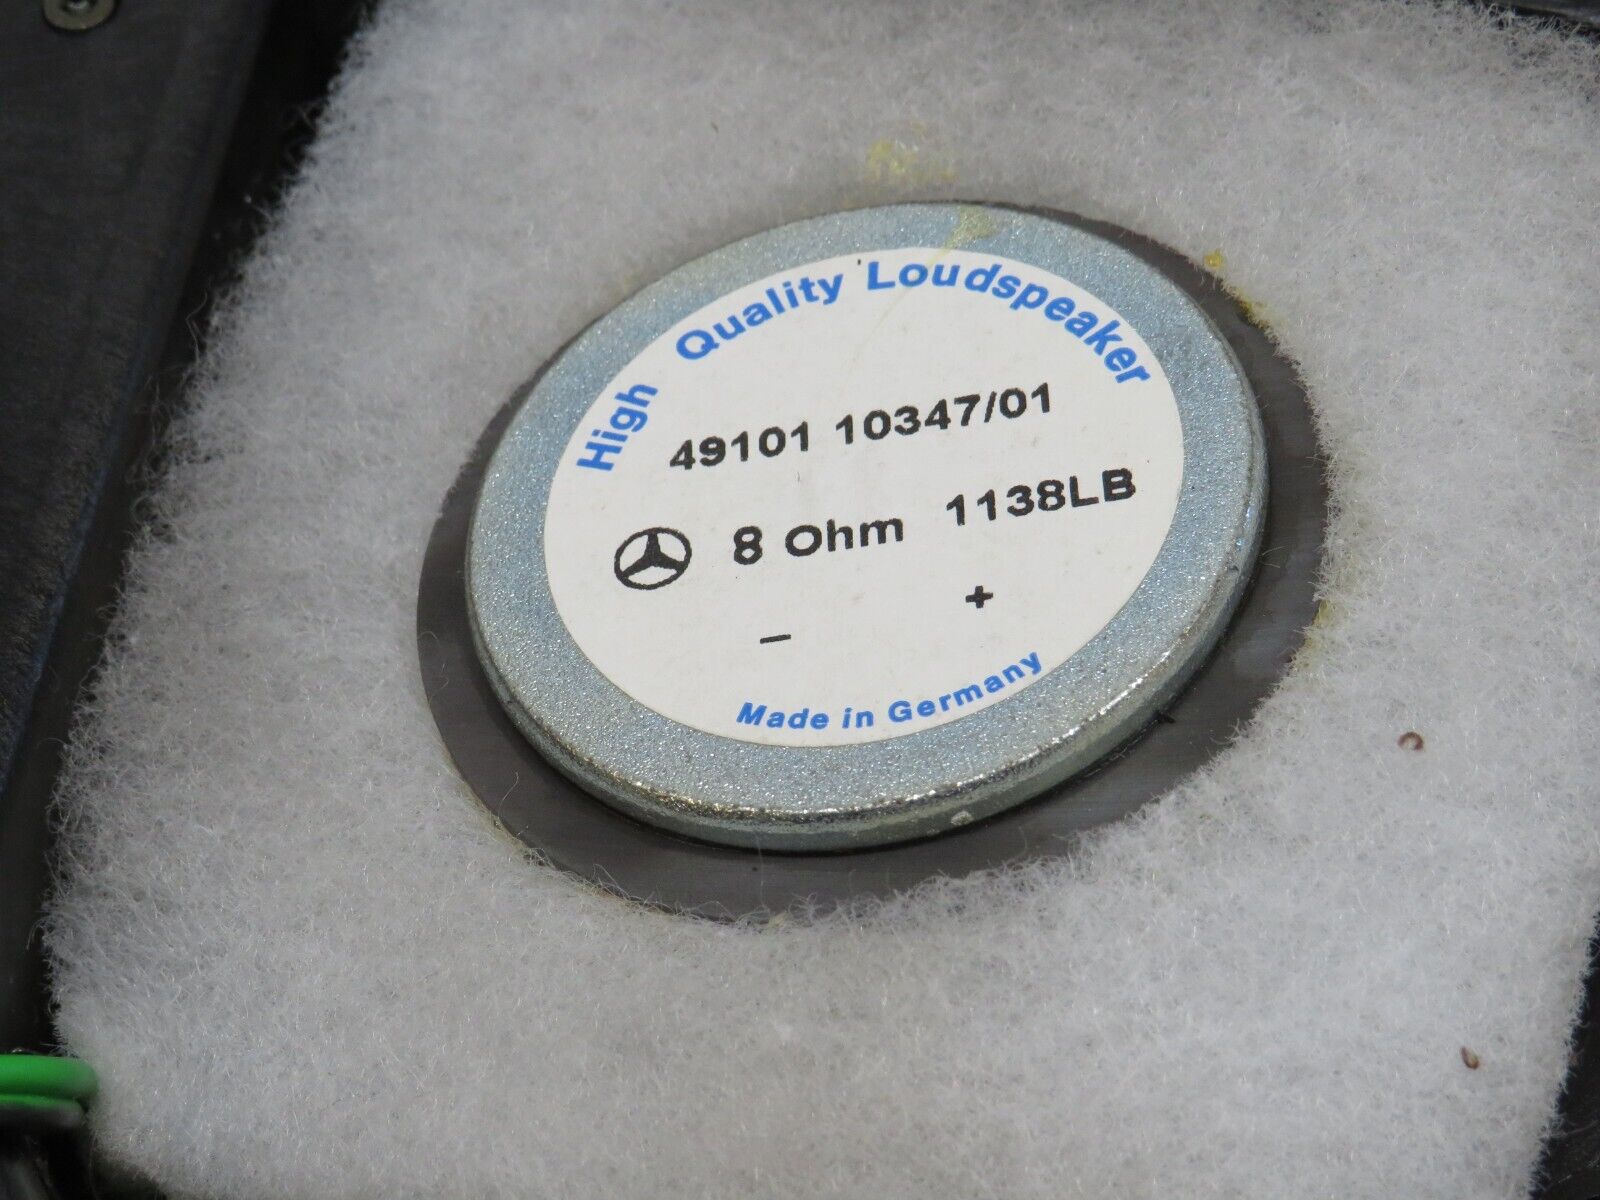 High Quality Loudspeaker
49101 10347/01
8 Ohm 1138LB
− +
Made in Germany